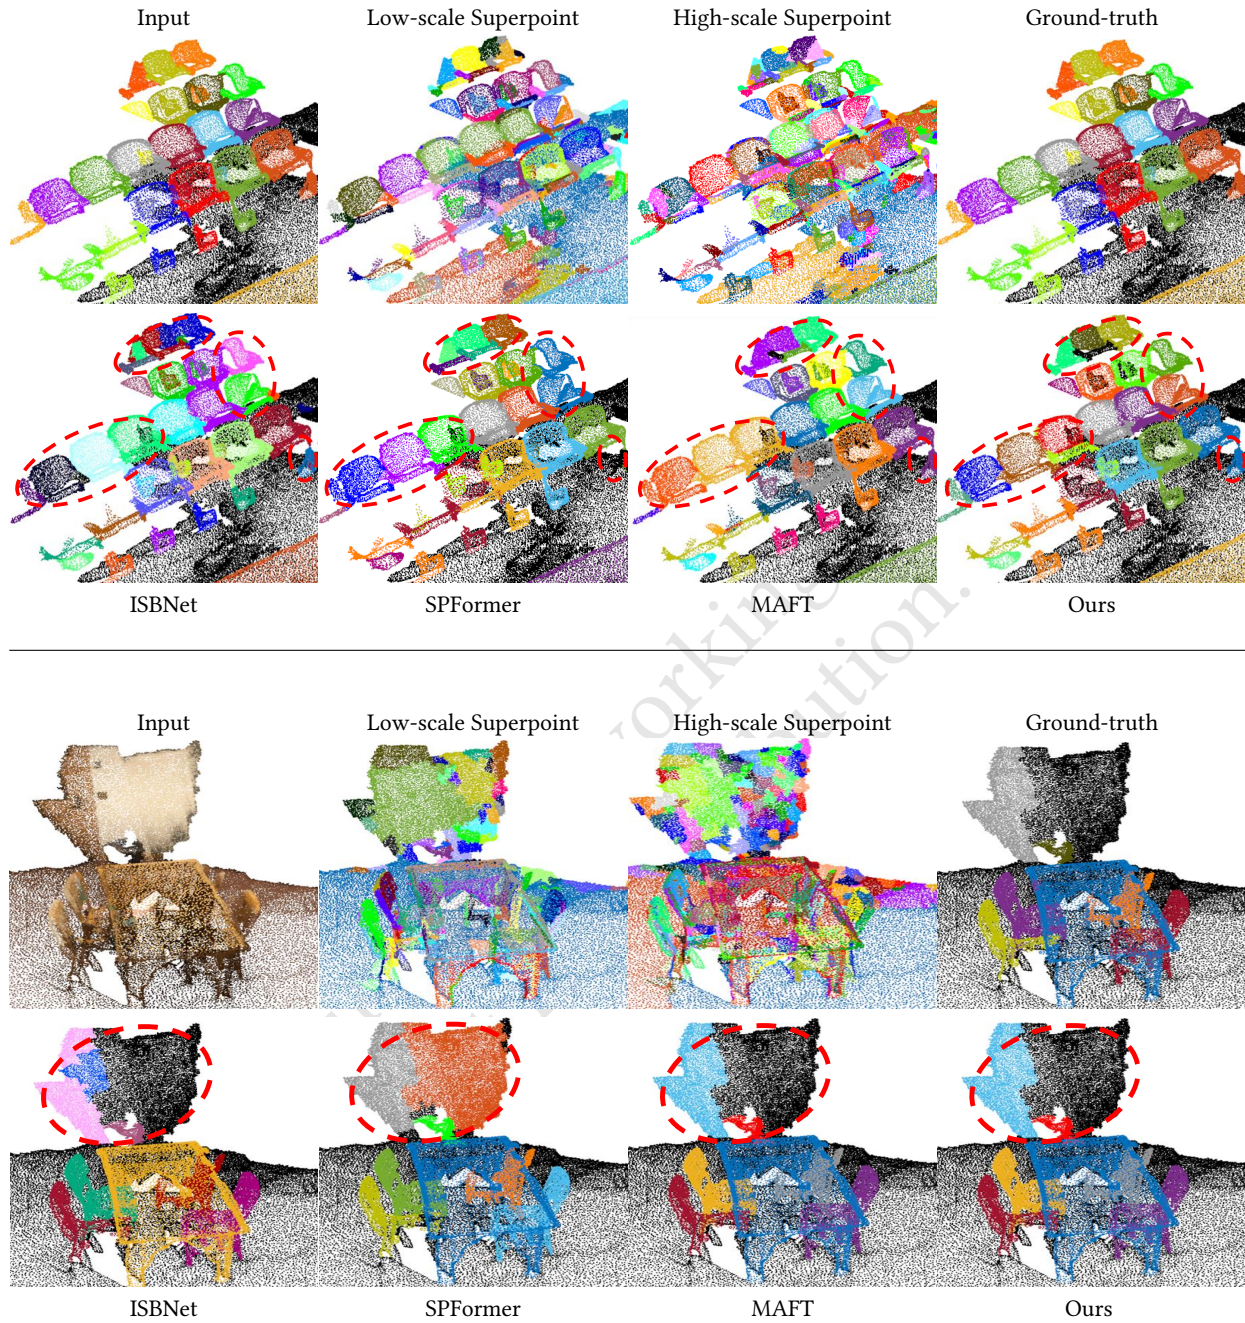 Input Low-scale Superpoint High-scale Superpoint Ground-truth
ISBNet SPFormer MAFT Ours
Input Low-scale Superpoint High-scale Superpoint Ground-truth
ISBNet SPFormer MAFT Ours